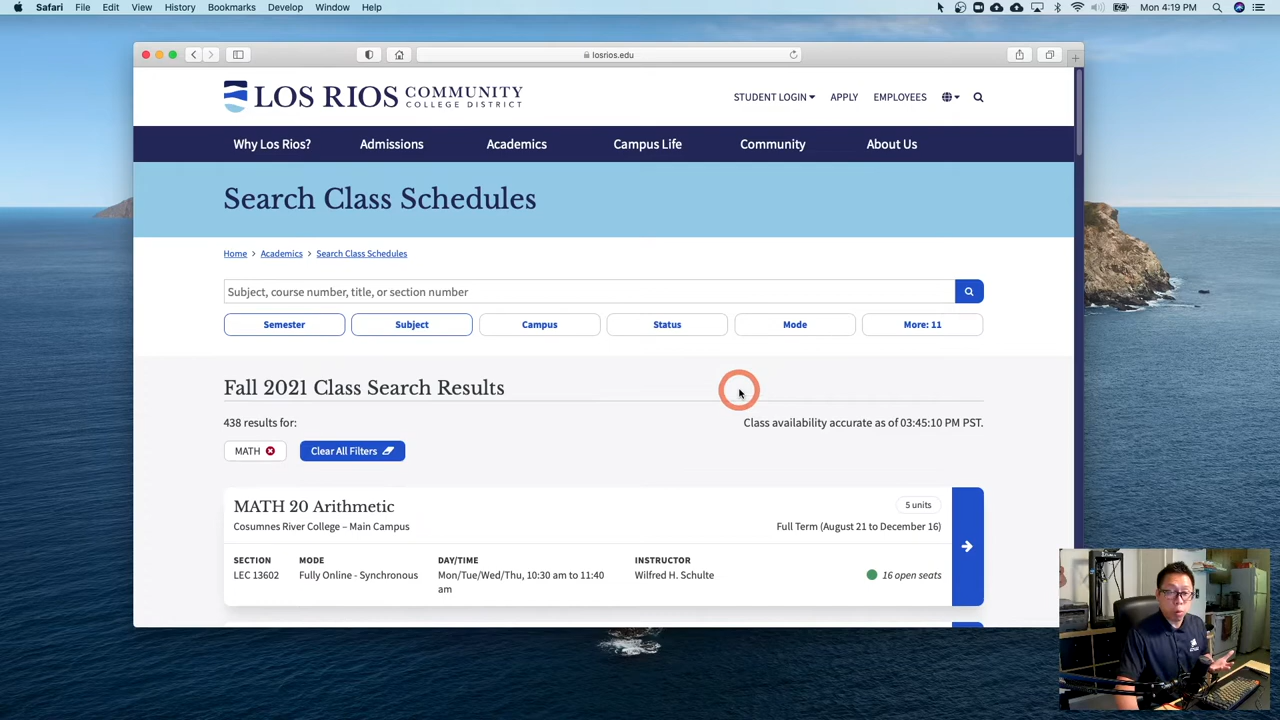 Safari File Edit View History Bookmarks Develop Window Help Mon 4:19 PM
losrios.edu
LOS RIOS COMMUNITY
COLLEGE DISTRICT
STUDENT LOGIN APPLY EMPLOYEES
Why Los Rios? Admissions Academics Campus Life Community About Us
Search Class Schedules
Home > Academics > Search Class Schedules
Subject, course number, title, or section number
Semester Subject Campus Status Mode More: 11
Fall 2021 Class Search Results
438 results for: Class availability accurate as of 03:45:10 PM PST.
MATH Clear All Filters
MATH 20 Arithmetic 5 units
Cosumnes River College – Main Campus Full Term (August 21 to December 16)
SECTION MODE DAY/TIME INSTRUCTOR
LEC 13602 Fully Online - Synchronous Mon/Tue/Wed/Thu, 10:30 am to 11:40 Wilfred H. Schulte 16 open seats
am